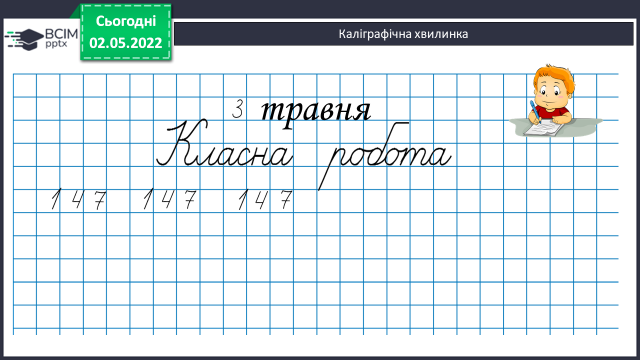 Сьогодні
02.05.2022
ВСІМ
pptx
Каліграфічна хвилинка
3 травня
Класна робота
1 4 7 1 4 7 1 4 7